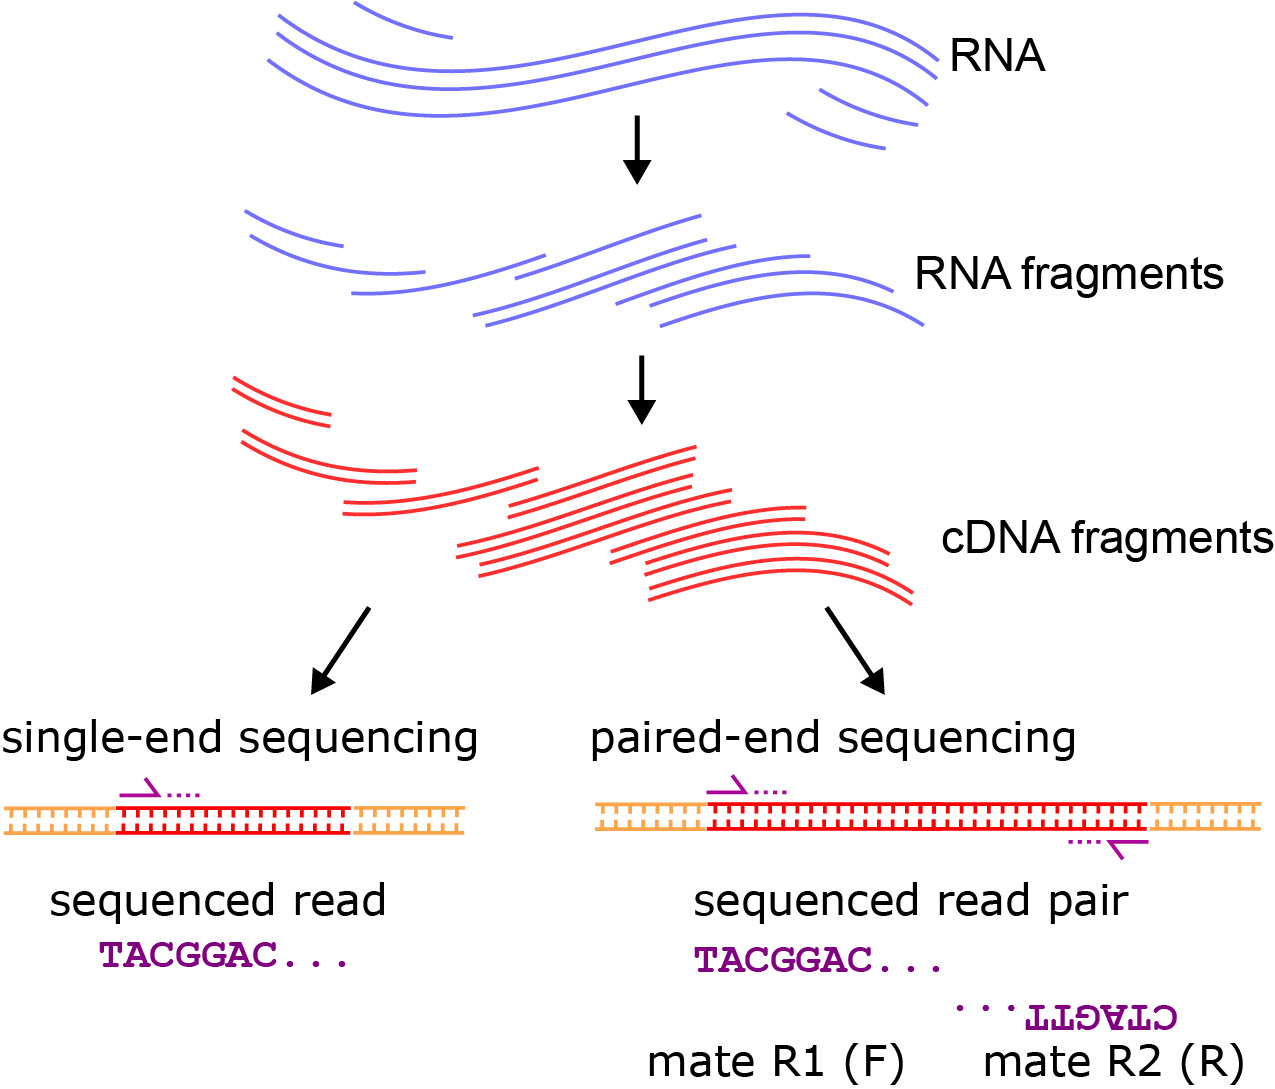 RNA
RNA fragments
cDNA fragments
single-end sequencing
paired-end sequencing
sequenced read
TACGGAC...
sequenced read pair
TACGGAC...
CTAGTT...
mate R1 (F)
mate R2 (R)